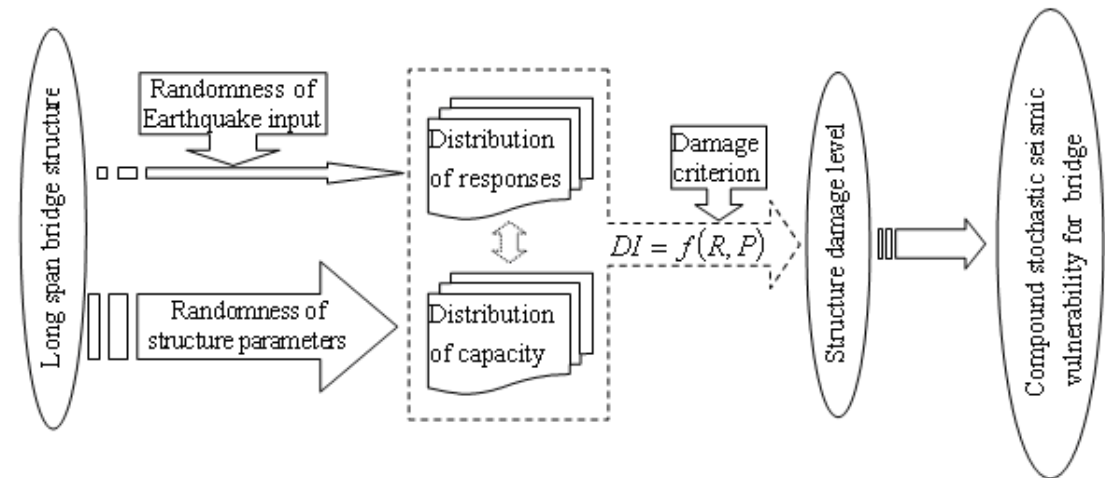 Long span bridge structure
Randomness of
Earthquake input
Randomness of
structure parameters
Distribution
of responses
Distribution
of capacity
Damage
criterion
DI = f(R, P)
Structure damage level
Compound stochastic seismic
vulnerability for bridge